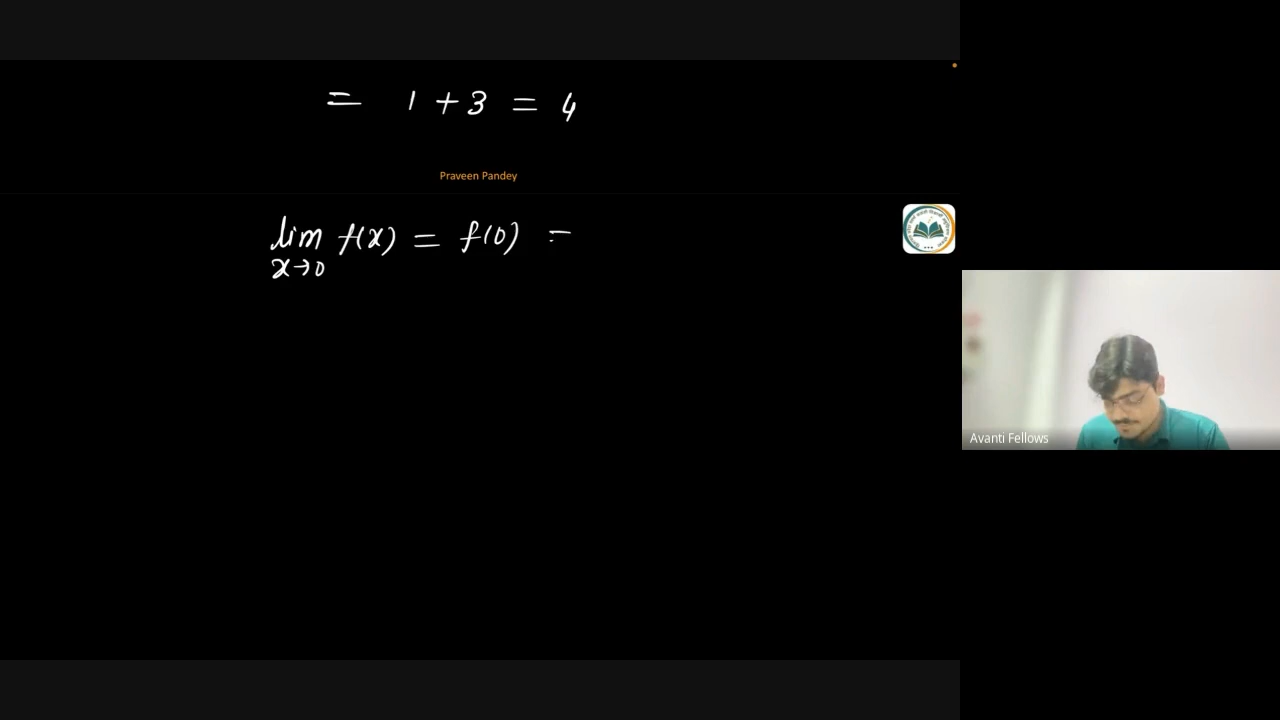 = 1 + 3 = 4
Praveen Pandey
lim f(x) = f(0) =
x→0
Avanti Fellows